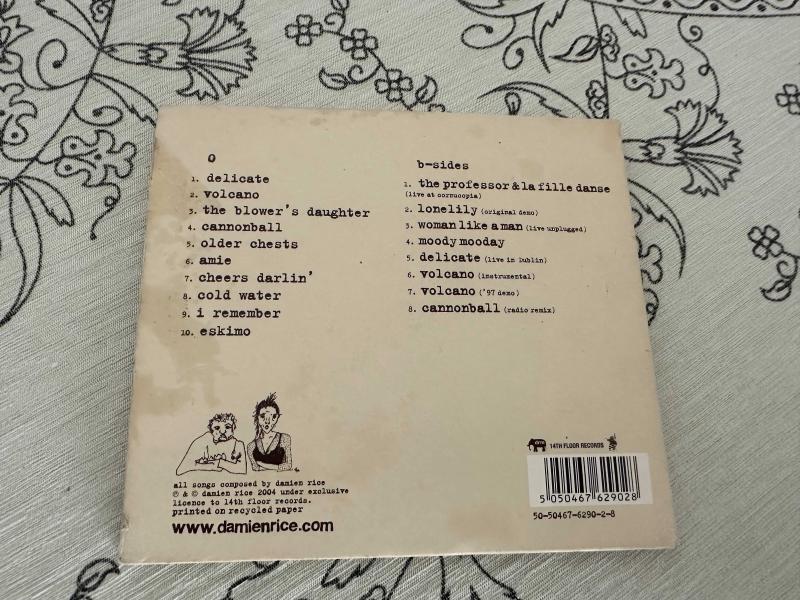 o
1. delicate
2. volcano
3. the blower's daughter
4. cannonball
5. older chests
6. amie
7. cheers darlin'
8. cold water
9. i remember
10. eskimo
b-sides
1. the professor & la fille danse
(live at cornucopia)
2. lonelily (original demo)
3. woman like a man (live unplugged)
4. moody mooday
5. delicate (live in Dublin)
6. volcano (instrumental)
7. volcano ('97 demo)
8. cannonball (radio remix)
all songs composed by damien rice
℗ & © damien rice 2004 under exclusive
licence to 14th floor records.
printed on recycled paper
www.damienrice.com
14TH FLOOR RECORDS
5 050467 629028
50-50467-6290-2-8